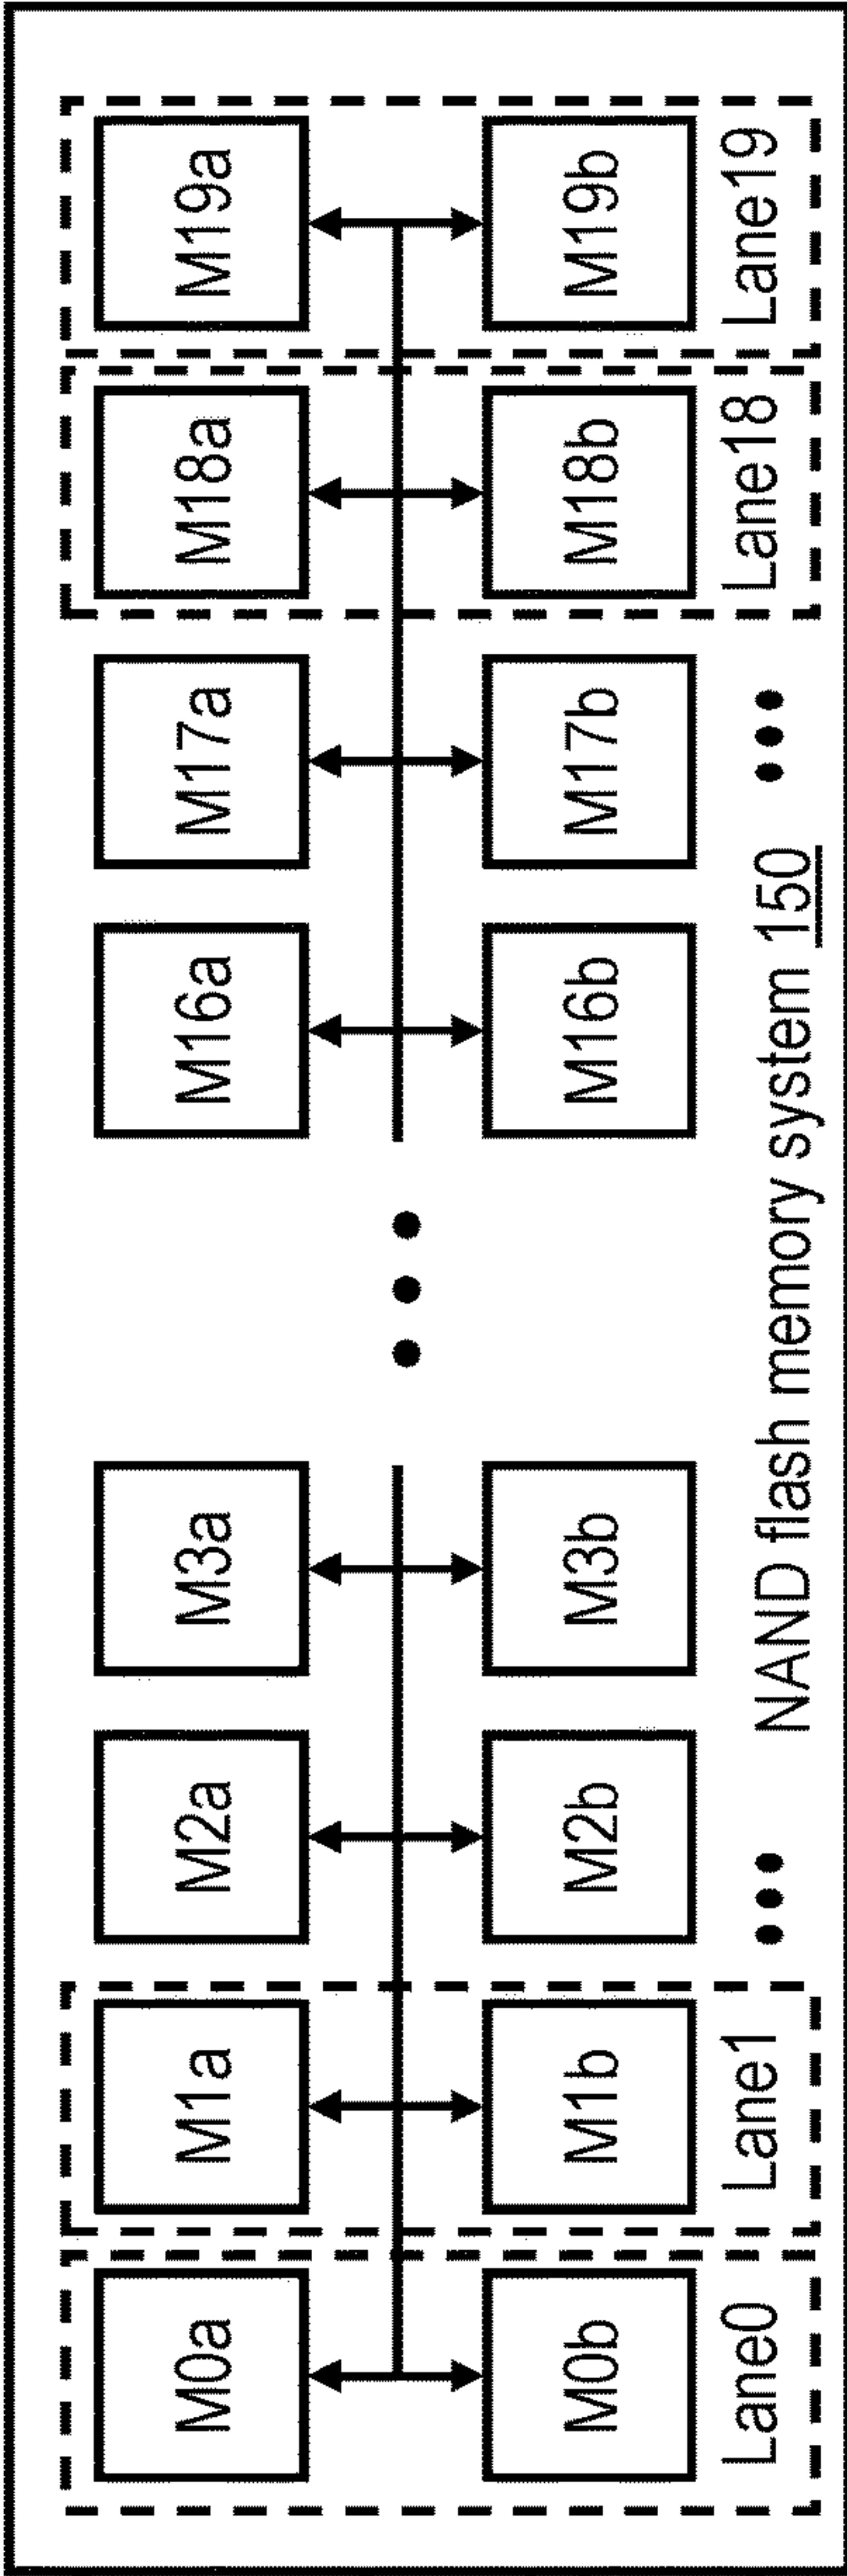 M0a M1a M2a M3a M16a M17a M18a M19a
M0b M1b M2b M3b M16b M17b M18b M19b
Lane0 Lane1 Lane18 Lane19
NAND flash memory system 150